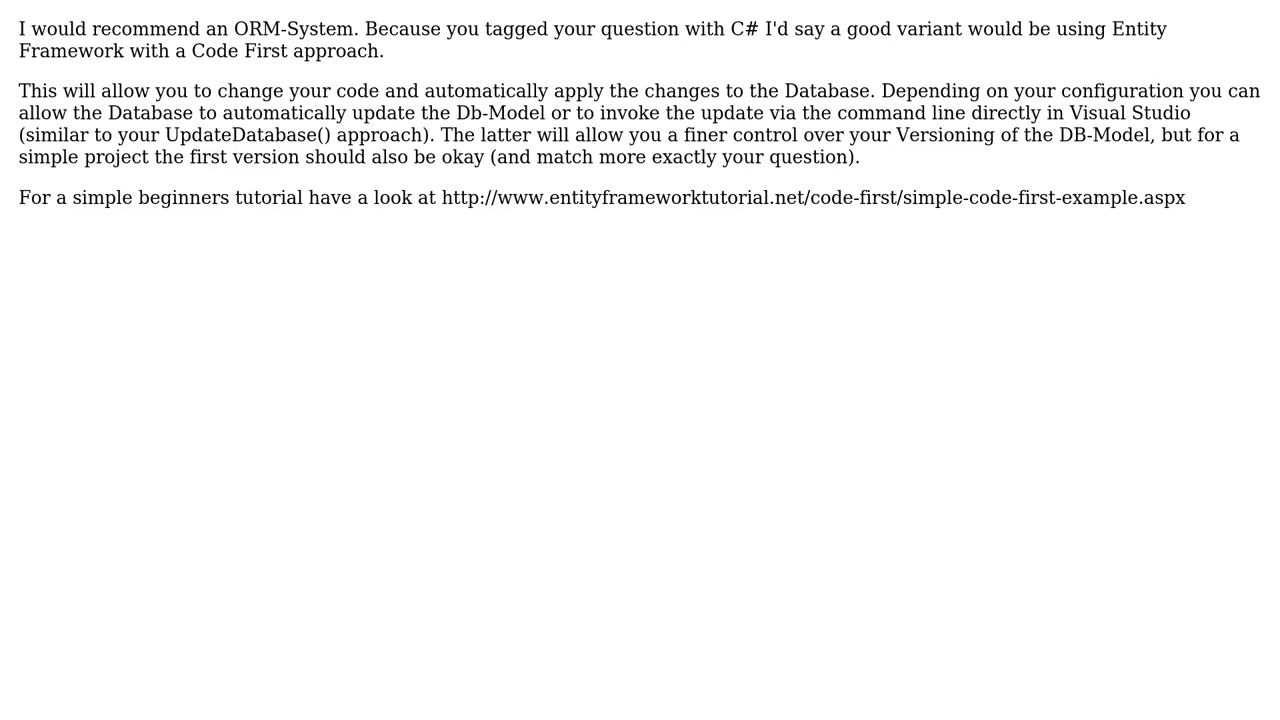 I would recommend an ORM-System. Because you tagged your question with C# I'd say a good variant would be using Entity
Framework with a Code First approach.
This will allow you to change your code and automatically apply the changes to the Database. Depending on your configuration you can
allow the Database to automatically update the Db-Model or to invoke the update via the command line directly in Visual Studio
(similar to your UpdateDatabase() approach). The latter will allow you a finer control over your Versioning of the DB-Model, but for a
simple project the first version should also be okay (and match more exactly your question).
For a simple beginners tutorial have a look at http://www.entityframeworktutorial.net/code-first/simple-code-first-example.aspx